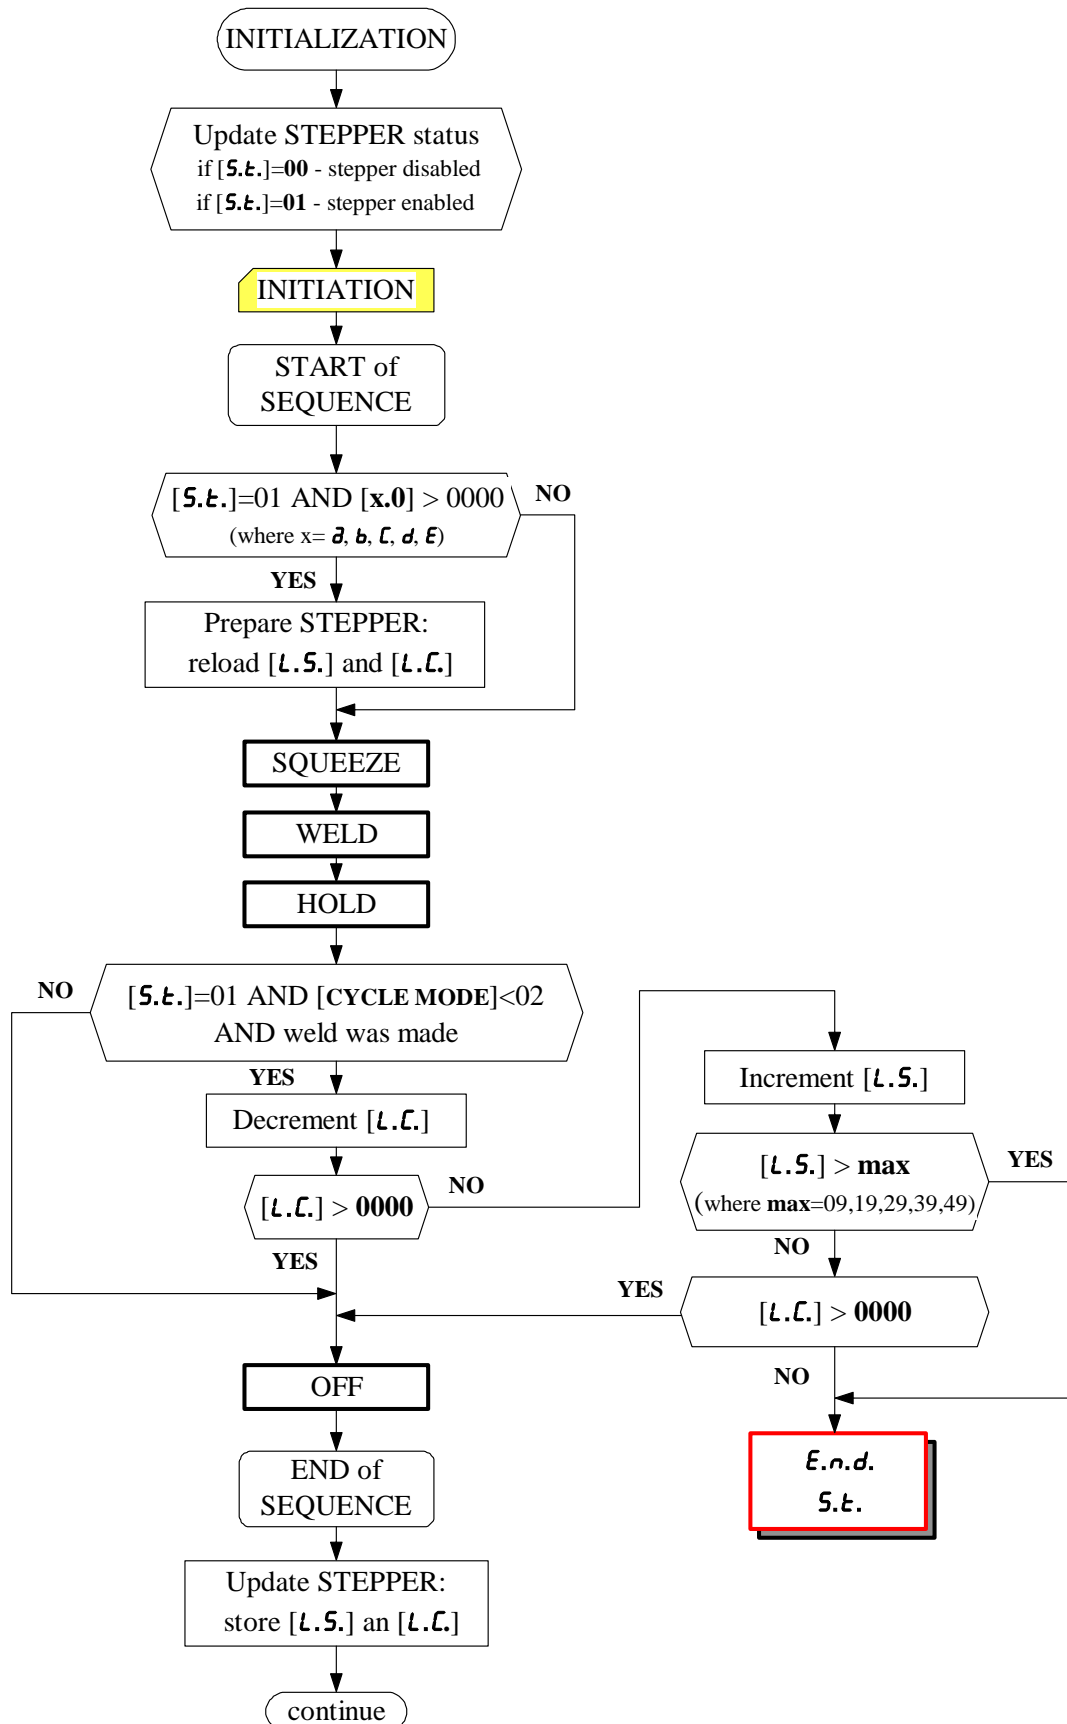 INITIALIZATION
Update STEPPER status
if [S.t.]=00 - stepper disabled
if [S.t.]=01 - stepper enabled
INITIATION
START of
SEQUENCE
[S.t.]=01 AND [x.0] > 0000
(where x= a, b, C, d, E)
NO
YES
Prepare STEPPER:
reload [L.S.] and [L.C.]
SQUEEZE
WELD
HOLD
NO
[S.t.]=01 AND [CYCLE MODE]<02
AND weld was made
YES
Decrement [L.C.]
[L.C.] > 0000
NO
YES
Increment [L.S.]
[L.S.] > max
(where max=09,19,29,39,49)
YES
NO
YES
[L.C.] > 0000
NO
E.n.d.
S.t.
OFF
END of
SEQUENCE
Update STEPPER:
store [L.S.] an [L.C.]
continue